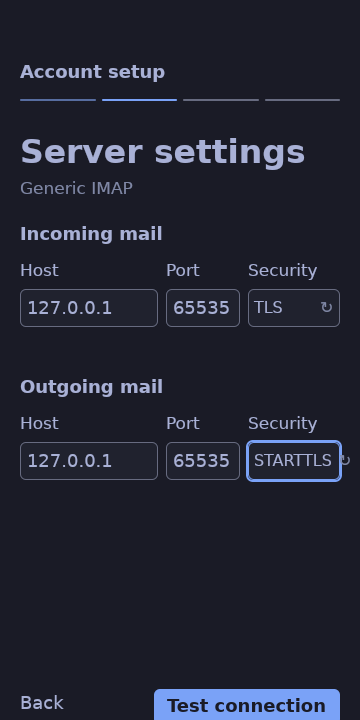 Account setup
Server settings
Generic IMAP
Incoming mail
Host Port Security
127.0.0.1 65535 TLS ↻
Outgoing mail
Host Port Security
127.0.0.1 65535 STARTTLS ↻
Back Test connection